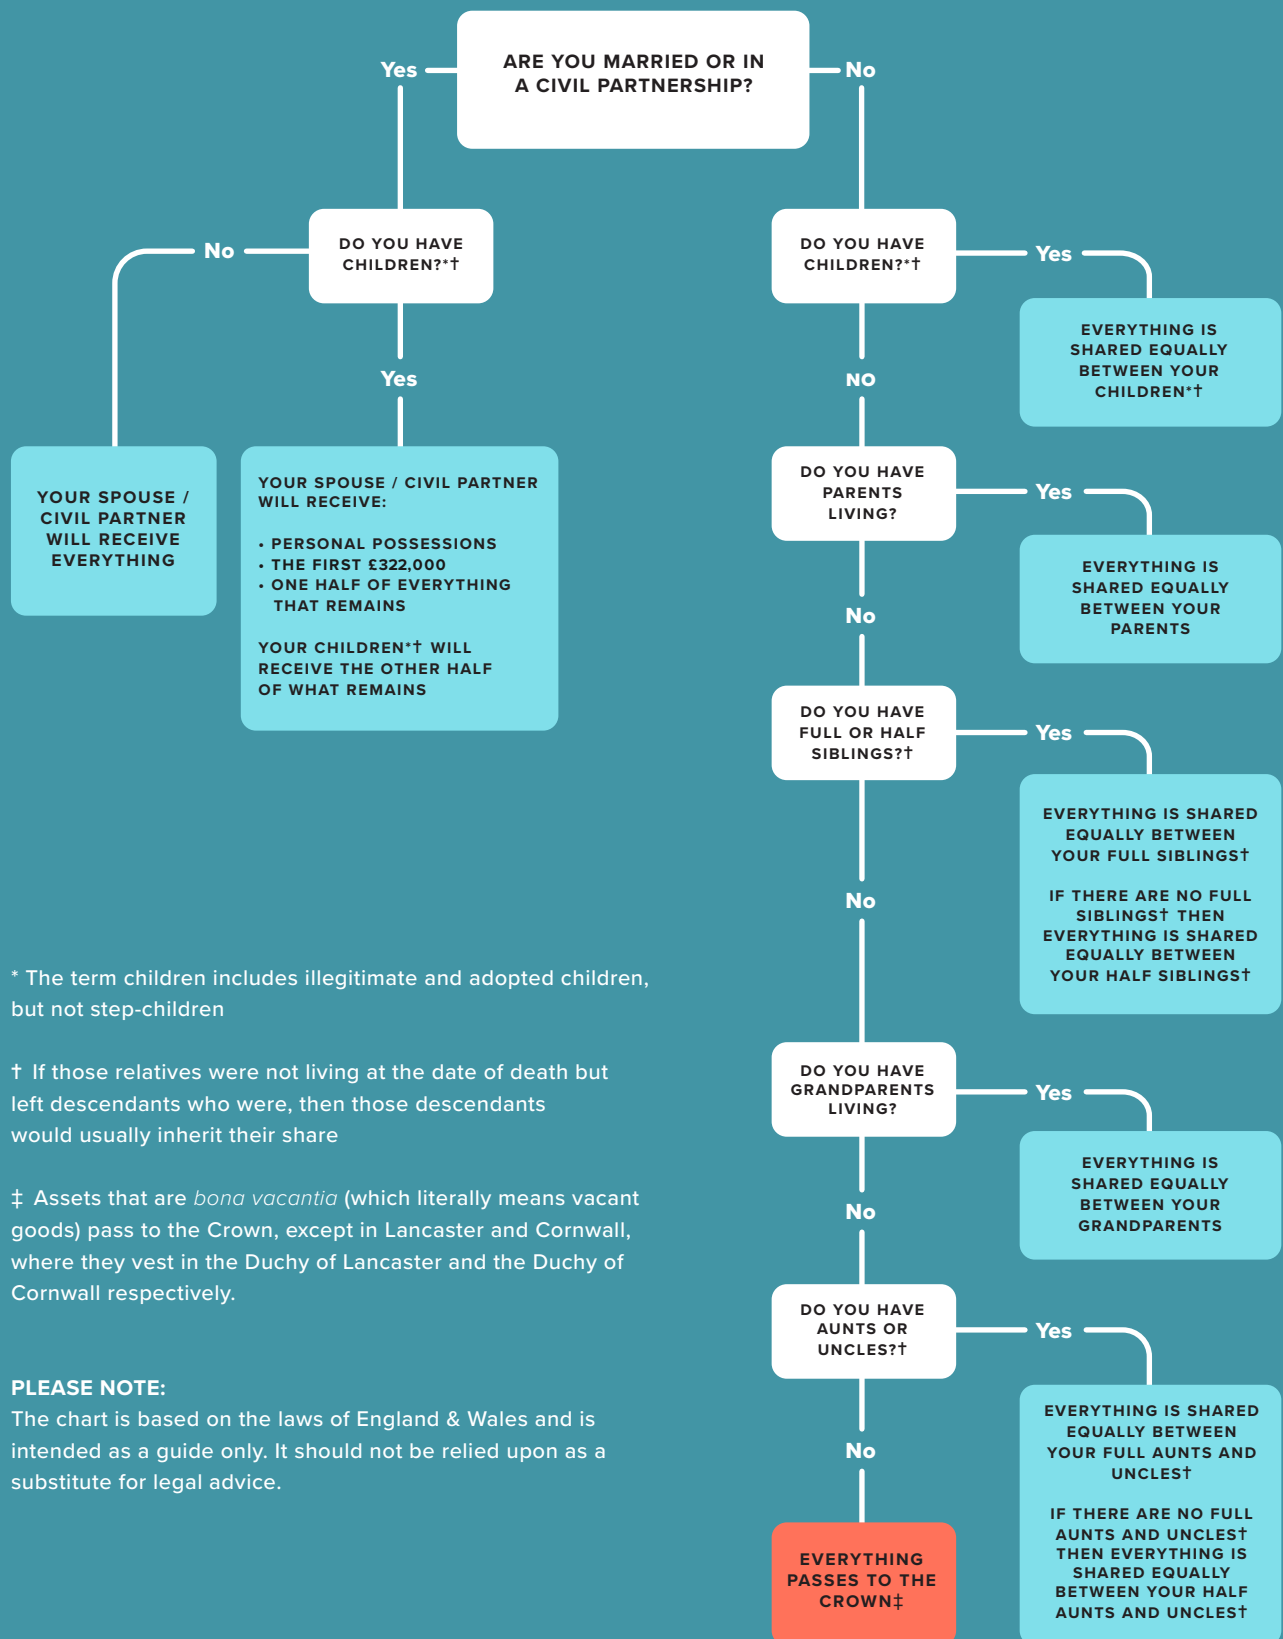 ARE YOU MARRIED OR IN
A CIVIL PARTNERSHIP?
Yes
No
DO YOU HAVE
CHILDREN?*†
No
Yes
YOUR SPOUSE /
CIVIL PARTNER
WILL RECEIVE
EVERYTHING
YOUR SPOUSE / CIVIL PARTNER
WILL RECEIVE:
• PERSONAL POSSESSIONS
• THE FIRST £322,000
• ONE HALF OF EVERYTHING
THAT REMAINS
YOUR CHILDREN*† WILL
RECEIVE THE OTHER HALF
OF WHAT REMAINS
DO YOU HAVE
CHILDREN?*†
Yes
EVERYTHING IS
SHARED EQUALLY
BETWEEN YOUR
CHILDREN*†
NO
DO YOU HAVE
PARENTS
LIVING?
Yes
EVERYTHING IS
SHARED EQUALLY
BETWEEN YOUR
PARENTS
No
DO YOU HAVE
FULL OR HALF
SIBLINGS?†
Yes
EVERYTHING IS SHARED
EQUALLY BETWEEN
YOUR FULL SIBLINGS†
IF THERE ARE NO FULL
SIBLINGS† THEN
EVERYTHING IS SHARED
EQUALLY BETWEEN
YOUR HALF SIBLINGS†
No
DO YOU HAVE
GRANDPARENTS
LIVING?
Yes
EVERYTHING IS
SHARED EQUALLY
BETWEEN YOUR
GRANDPARENTS
No
DO YOU HAVE
AUNTS OR
UNCLES?†
Yes
EVERYTHING IS SHARED
EQUALLY BETWEEN
YOUR FULL AUNTS AND
UNCLES†
IF THERE ARE NO FULL
AUNTS AND UNCLES†
THEN EVERYTHING IS
SHARED EQUALLY
BETWEEN YOUR HALF
AUNTS AND UNCLES†
No
EVERYTHING
PASSES TO THE
CROWN‡
* The term children includes illegitimate and adopted children,
but not step-children
† If those relatives were not living at the date of death but
left descendants who were, then those descendants
would usually inherit their share
‡ Assets that are bona vacantia (which literally means vacant
goods) pass to the Crown, except in Lancaster and Cornwall,
where they vest in the Duchy of Lancaster and the Duchy of
Cornwall respectively.
PLEASE NOTE:
The chart is based on the laws of England & Wales and is
intended as a guide only. It should not be relied upon as a
substitute for legal advice.